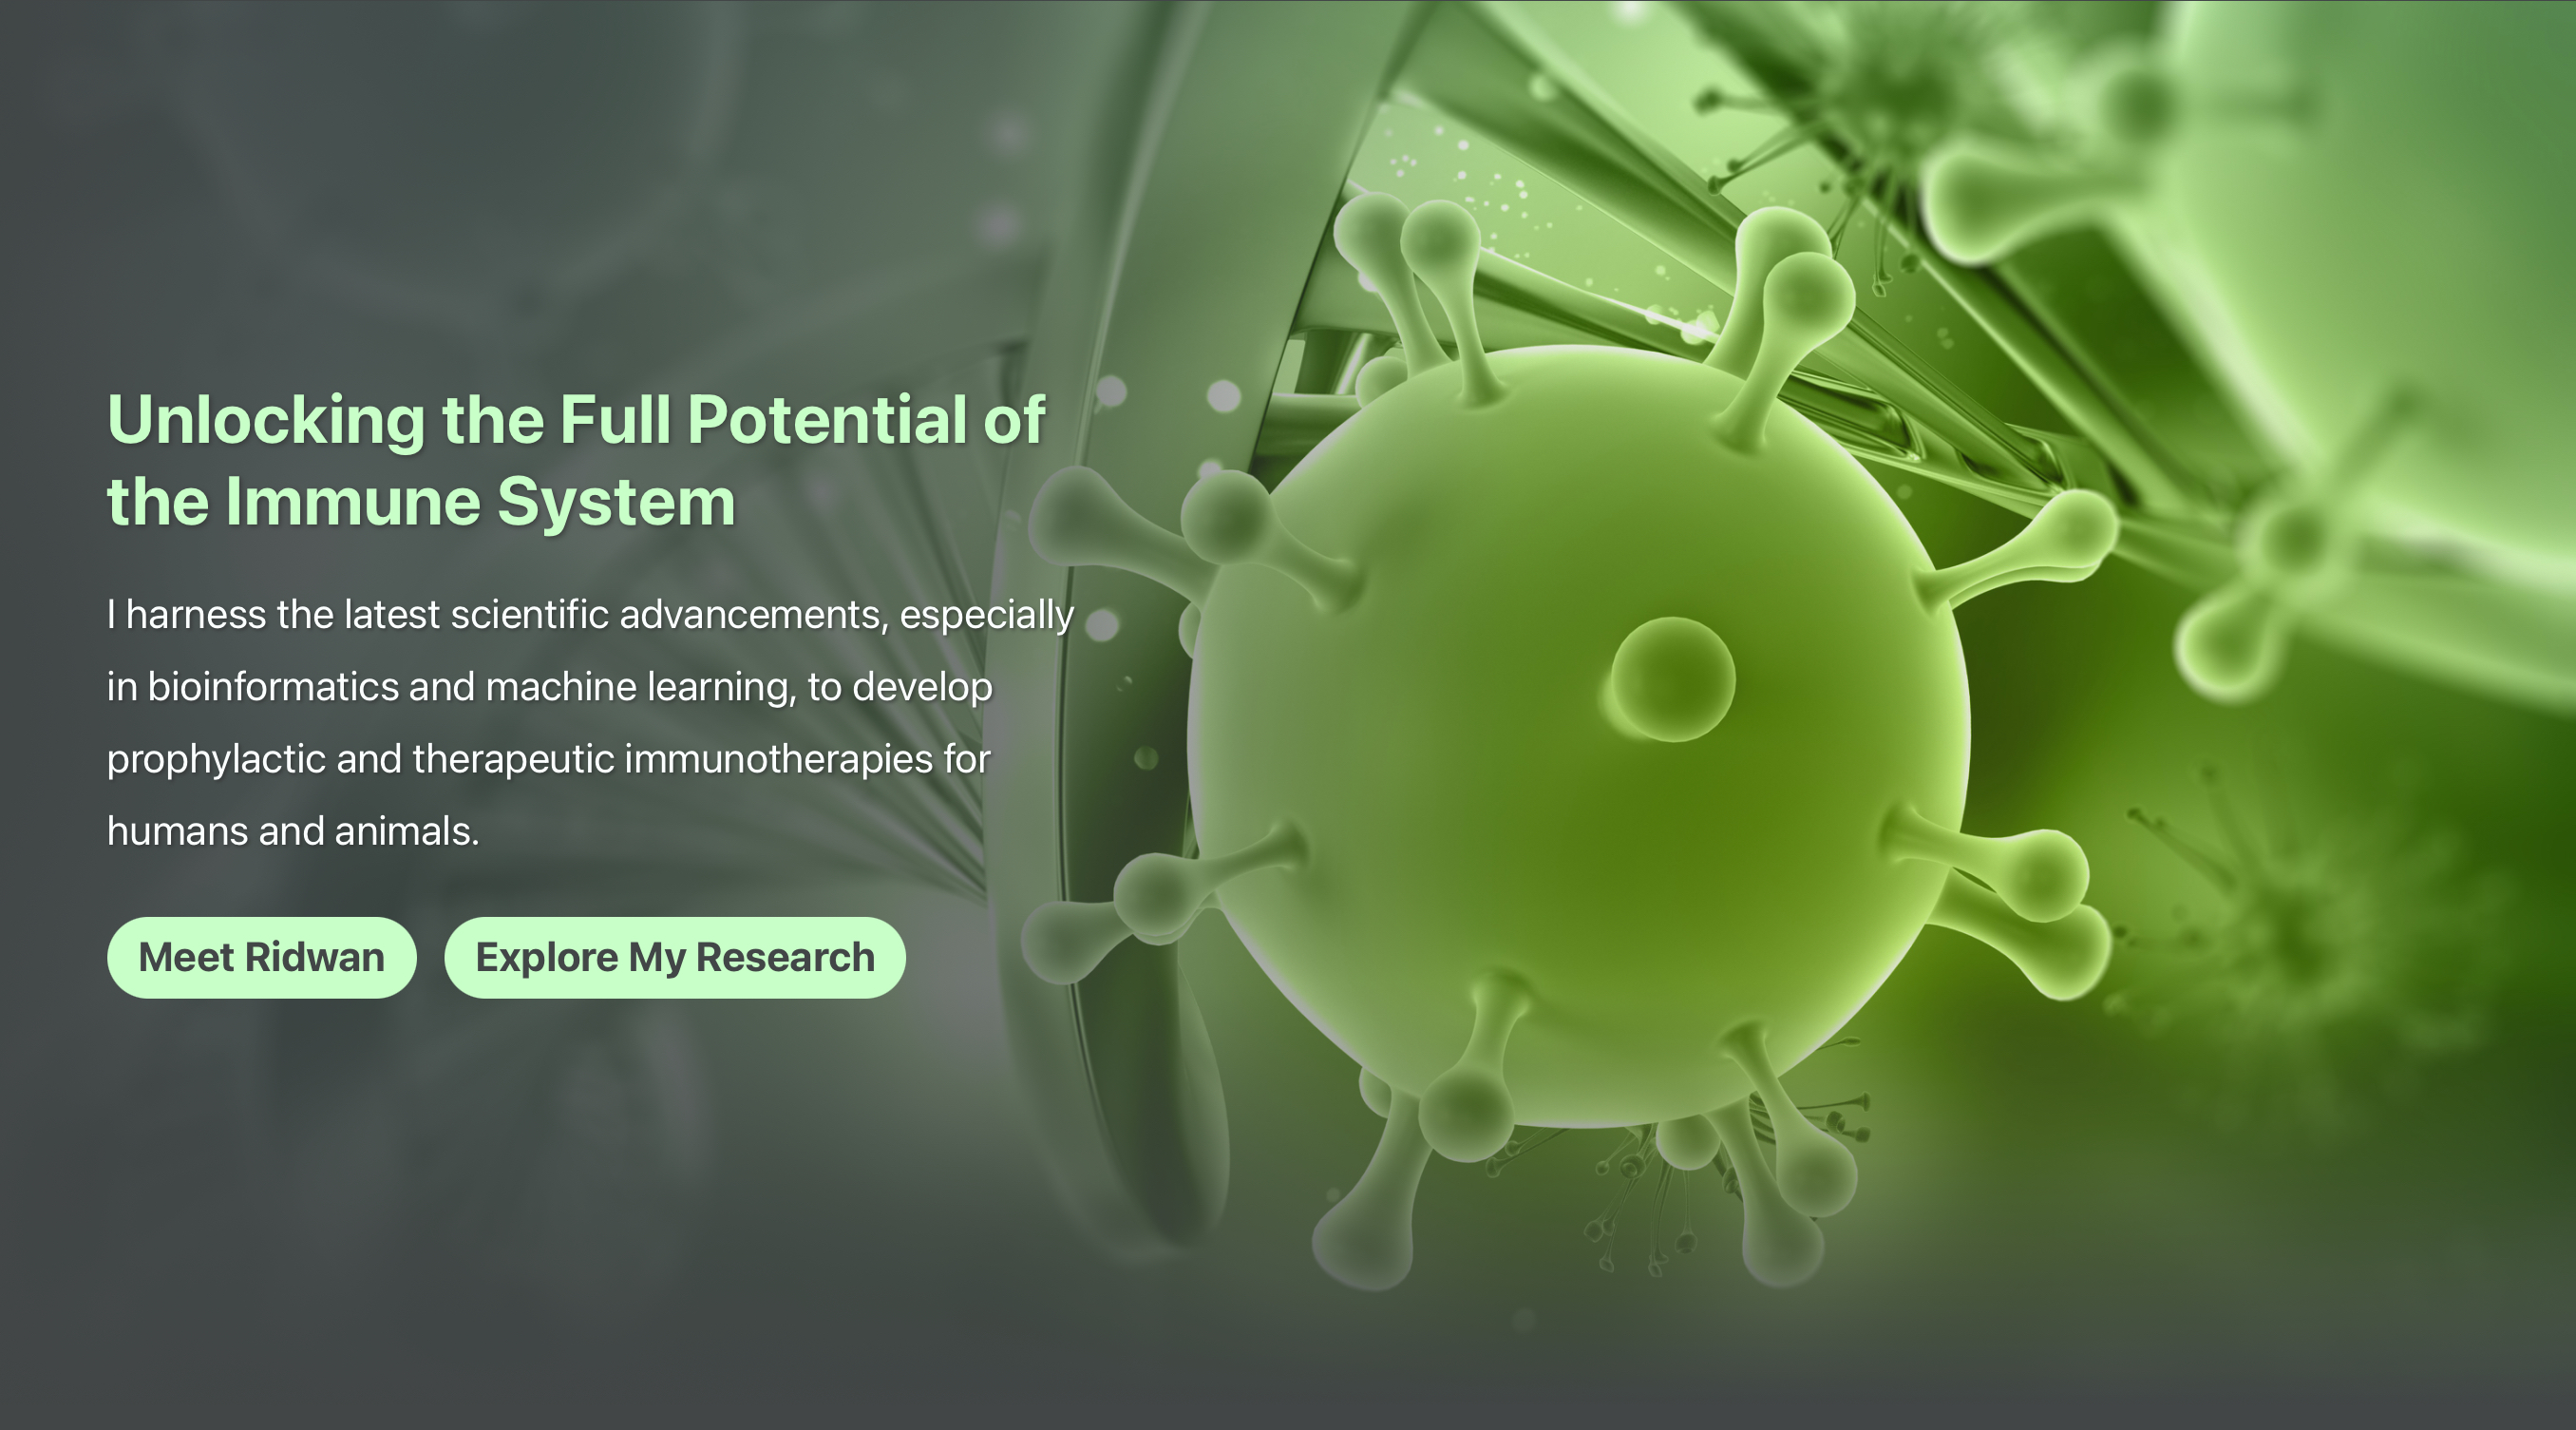 Unlocking the Full Potential of
the Immune System
I harness the latest scientific advancements, especially
in bioinformatics and machine learning, to develop
prophylactic and therapeutic immunotherapies for
humans and animals.
Meet Ridwan
Explore My Research